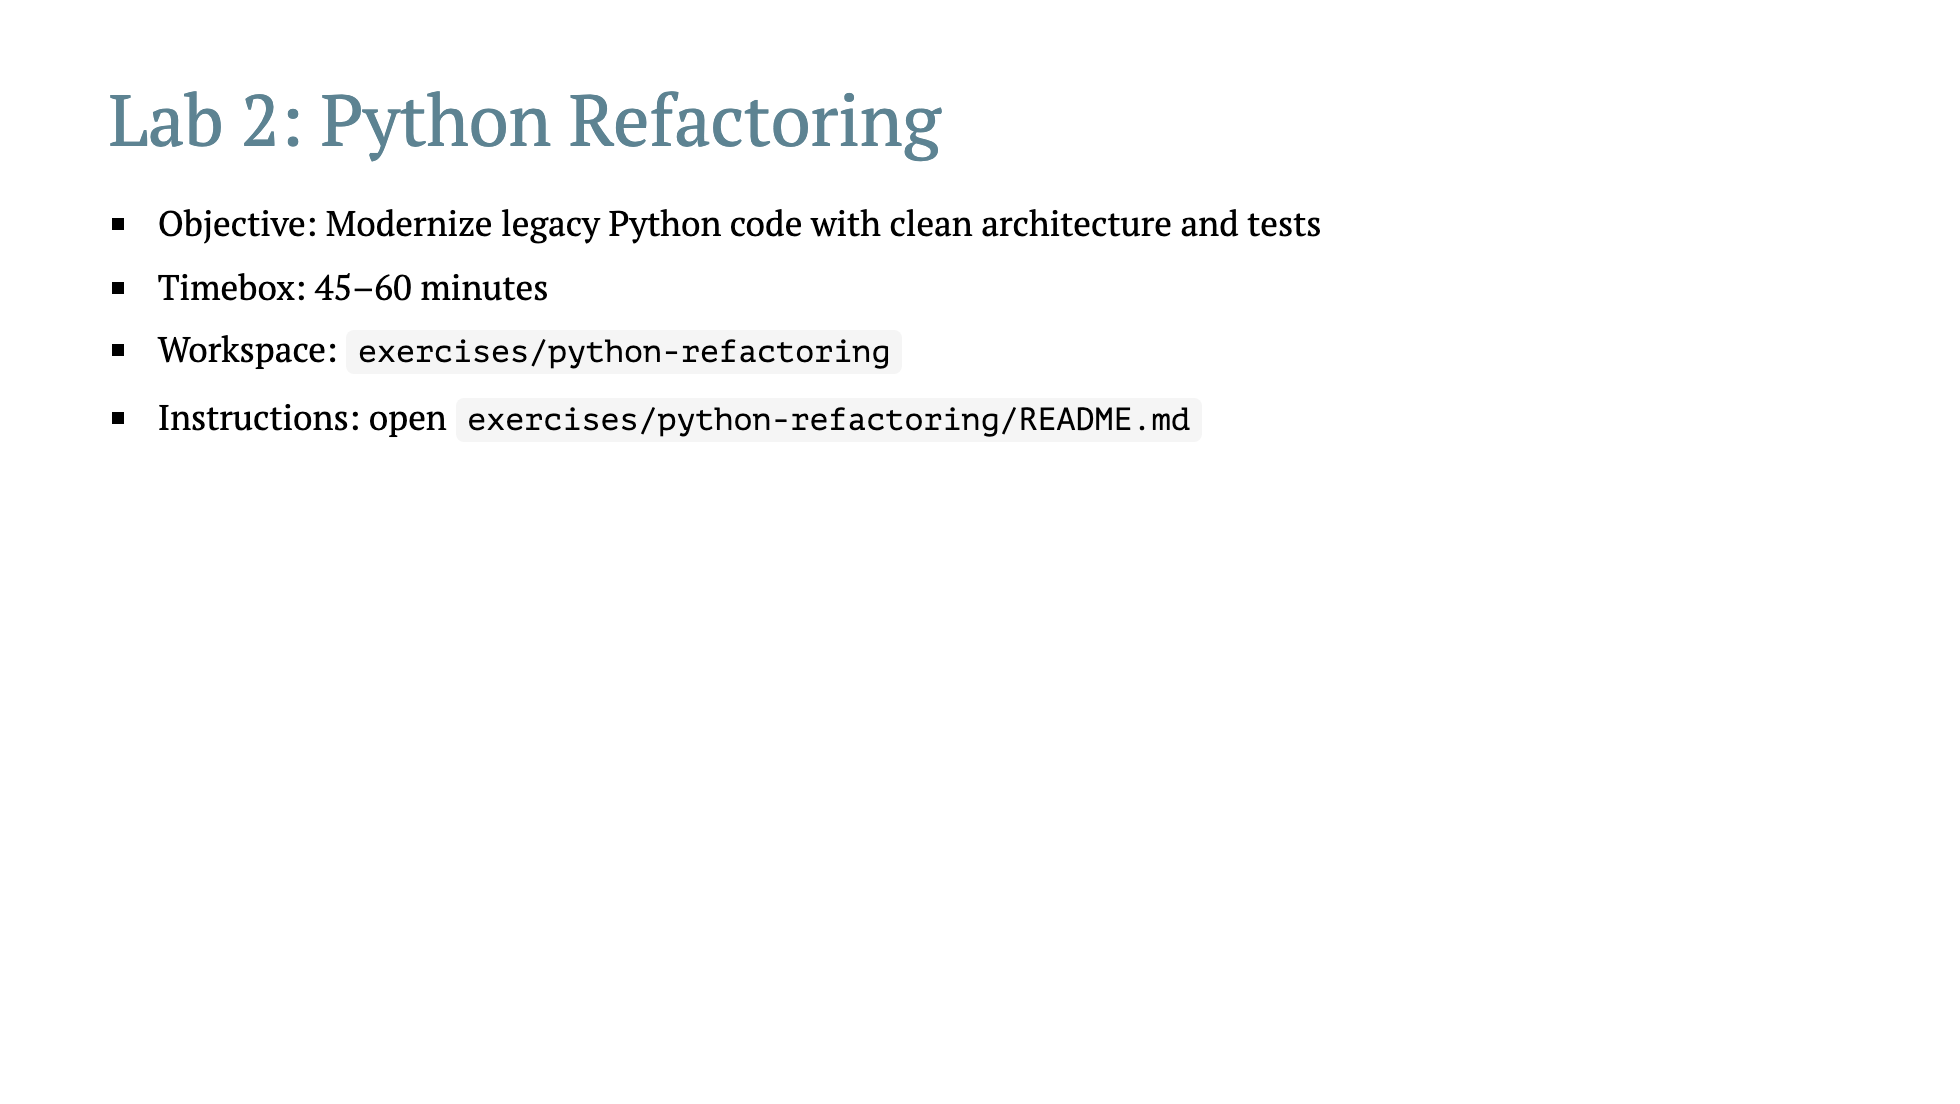 Lab 2: Python Refactoring
▪ Objective: Modernize legacy Python code with clean architecture and tests
▪ Timebox: 45–60 minutes
▪ Workspace: exercises/python-refactoring
▪ Instructions: open exercises/python-refactoring/README.md